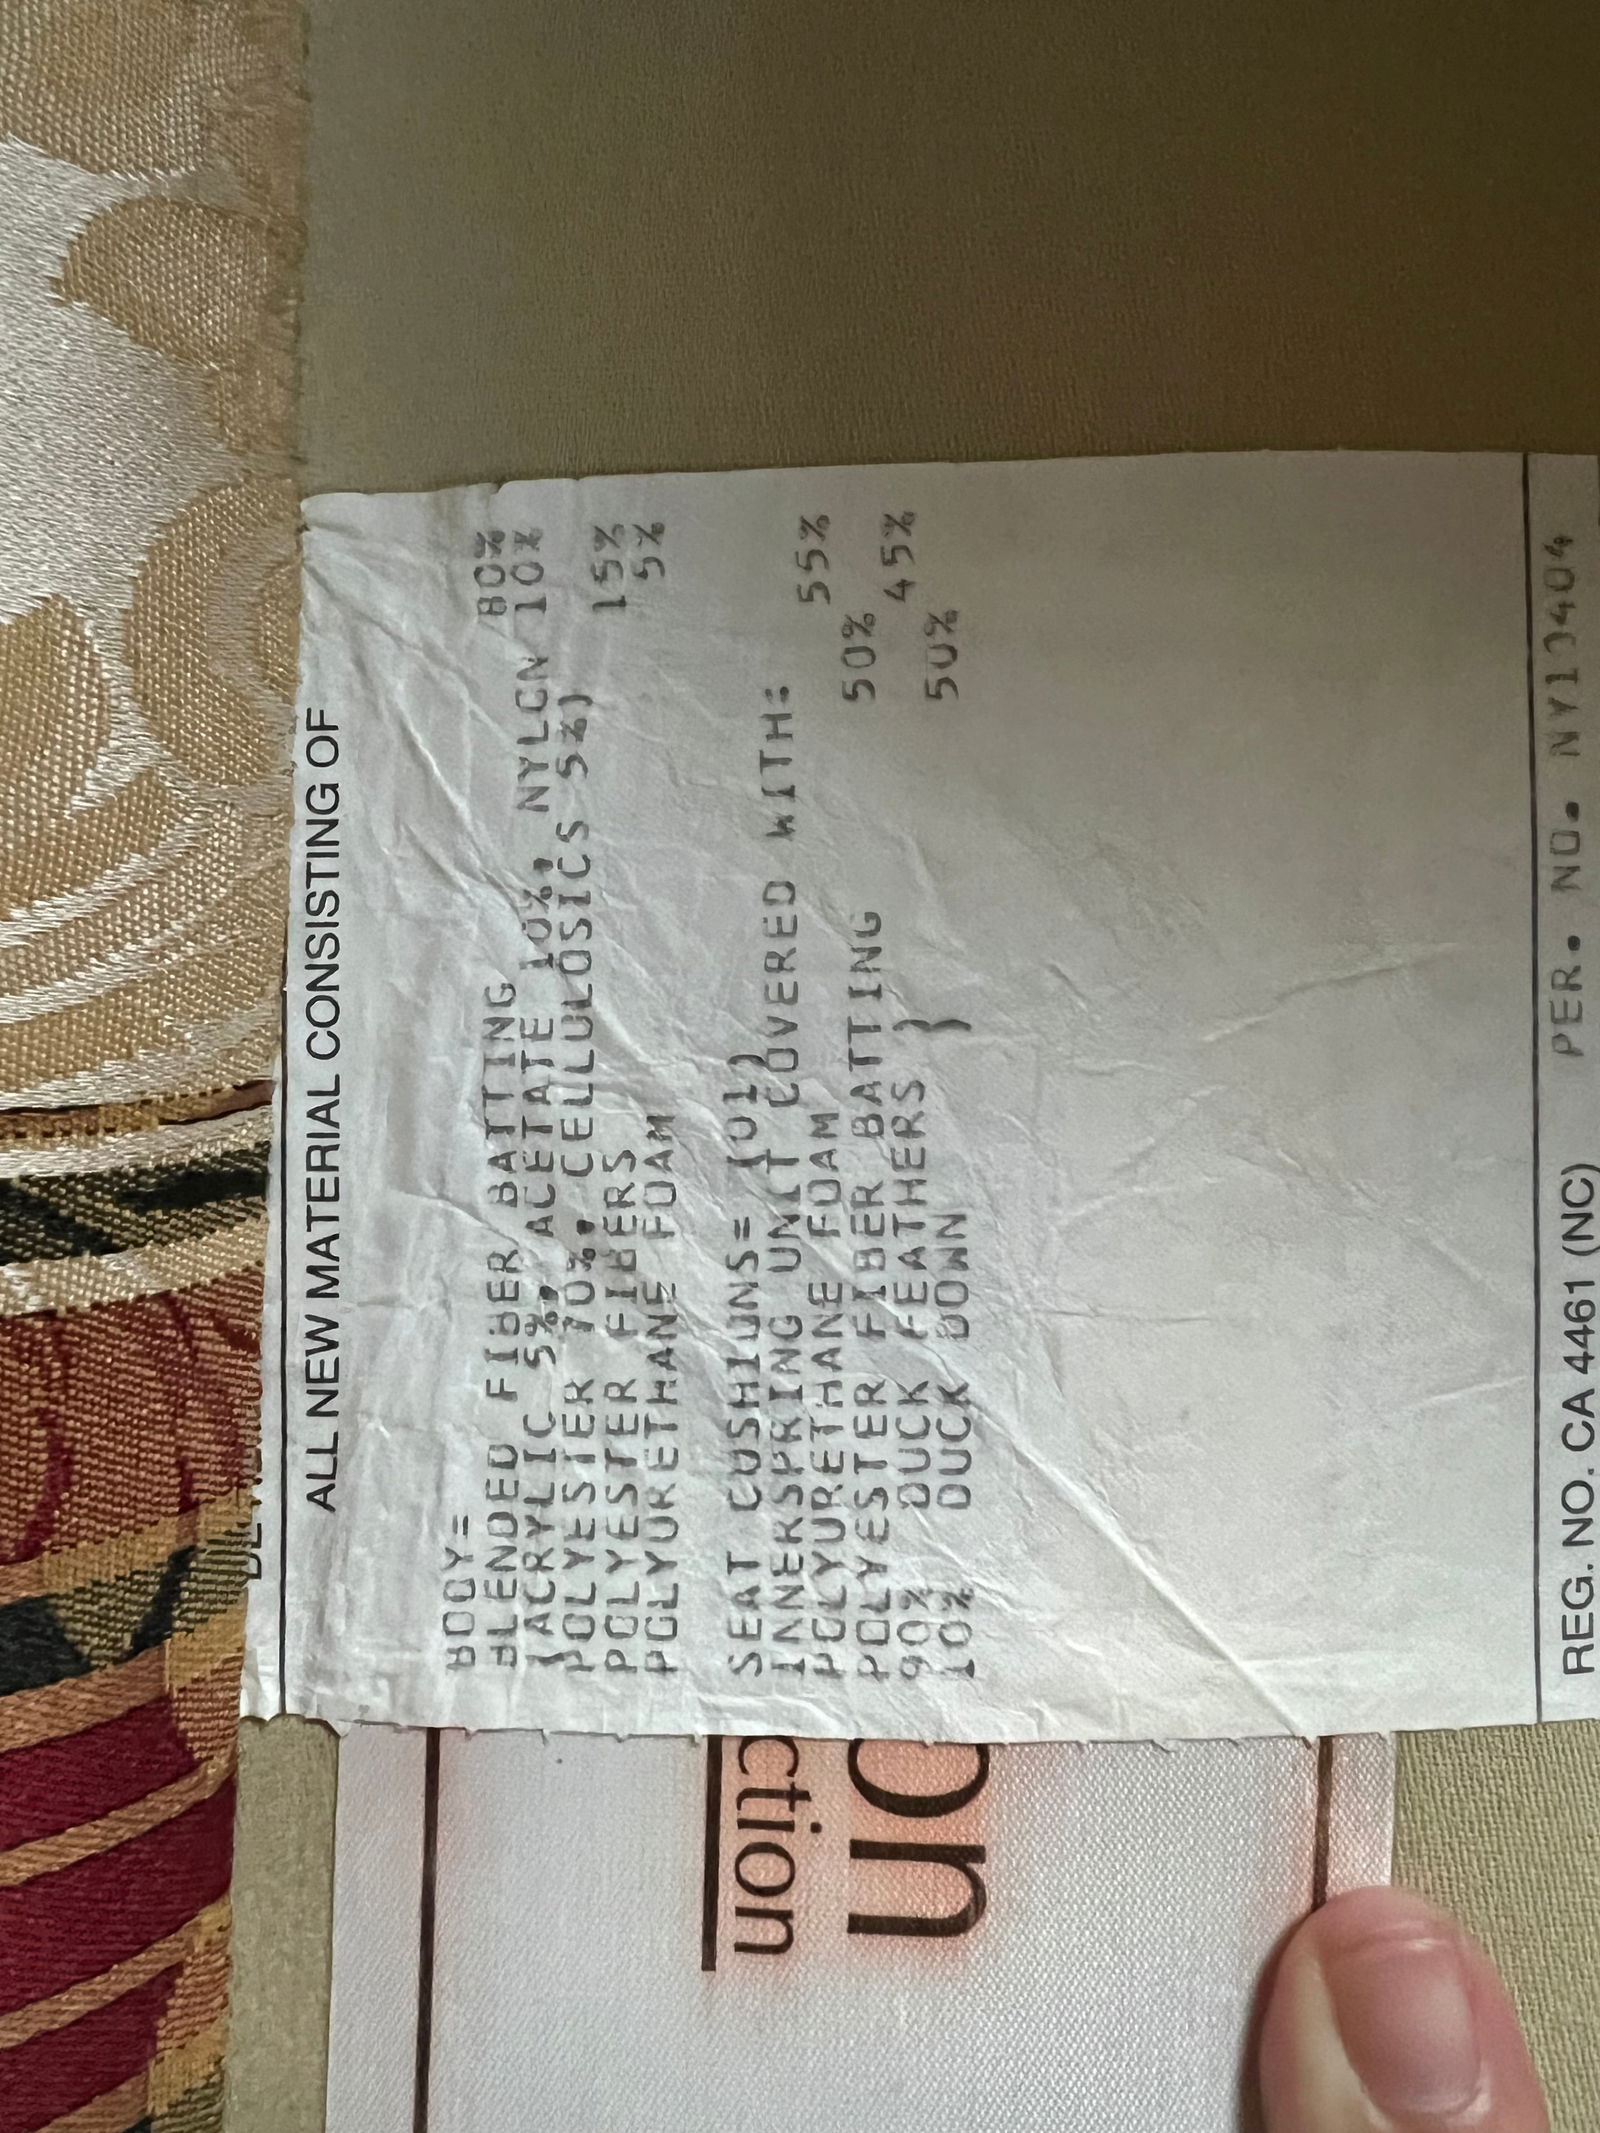 ALL NEW MATERIAL CONSISTING OF
BODY=
BLENDED FIBER BATTING 80%
(ACRYLIC 5%, ACETATE 10%, NYLON 10%
POLYESTER 70%, CELLULOSICS 5%)
POLYESTER FIBERS 15%
POLYURETHANE FOAM 5%
SEAT CUSHIONS= (01)
INNERSPRING UNIT COVERED WITH:
POLYURETHANE FOAM 55%
POLYESTER FIBER BATTING 50%
90% DUCK FEATHERS } 45%
10% DUCK DOWN } 50%
REG. NO. CA 4461 (NC) PER. NO.
on
ction